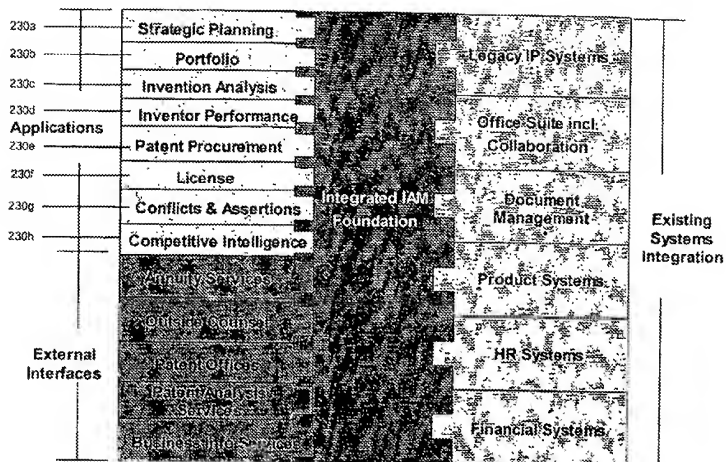 230a
Strategic Planning
230b
Portfolio
230c
Invention Analysis
230d
Inventor Performance
Applications
230e
Patent Procurement
230f
License
230g
Conflicts & Assertions
230h
Competitive Intelligence
Annuity Services
Outside Counsel
Patent Offices
Patent Analysis
Services
External
Interfaces
Integrated IAM
Foundation
Legacy IP Systems
Office Suite incl.
Collaboration
Document
Management
Product Systems
HR Systems
Financial Systems
Existing
Systems
Integration